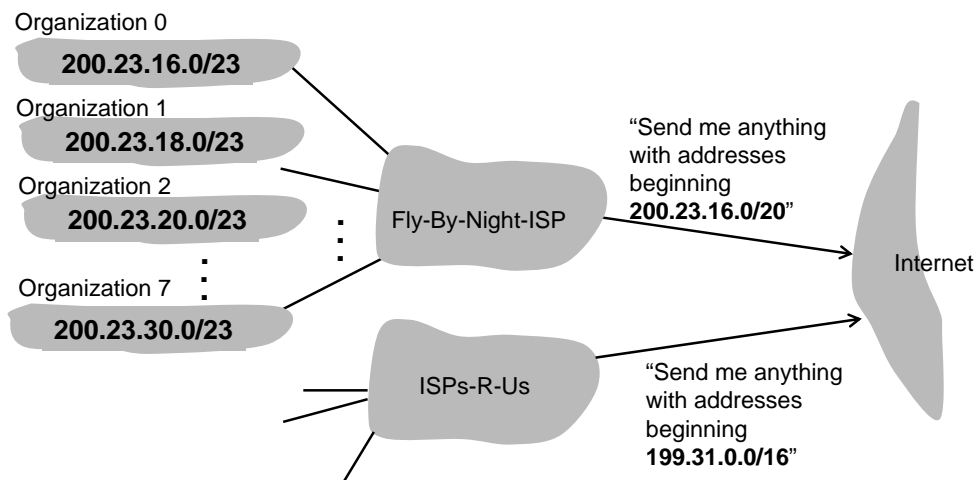 Organization 0
200.23.16.0/23
Organization 1
200.23.18.0/23
Organization 2
200.23.20.0/23
Organization 7
200.23.30.0/23
Fly-By-Night-ISP
“Send me anything
with addresses
beginning
200.23.16.0/20”
Internet
ISPs-R-Us
“Send me anything
with addresses
beginning
199.31.0.0/16”